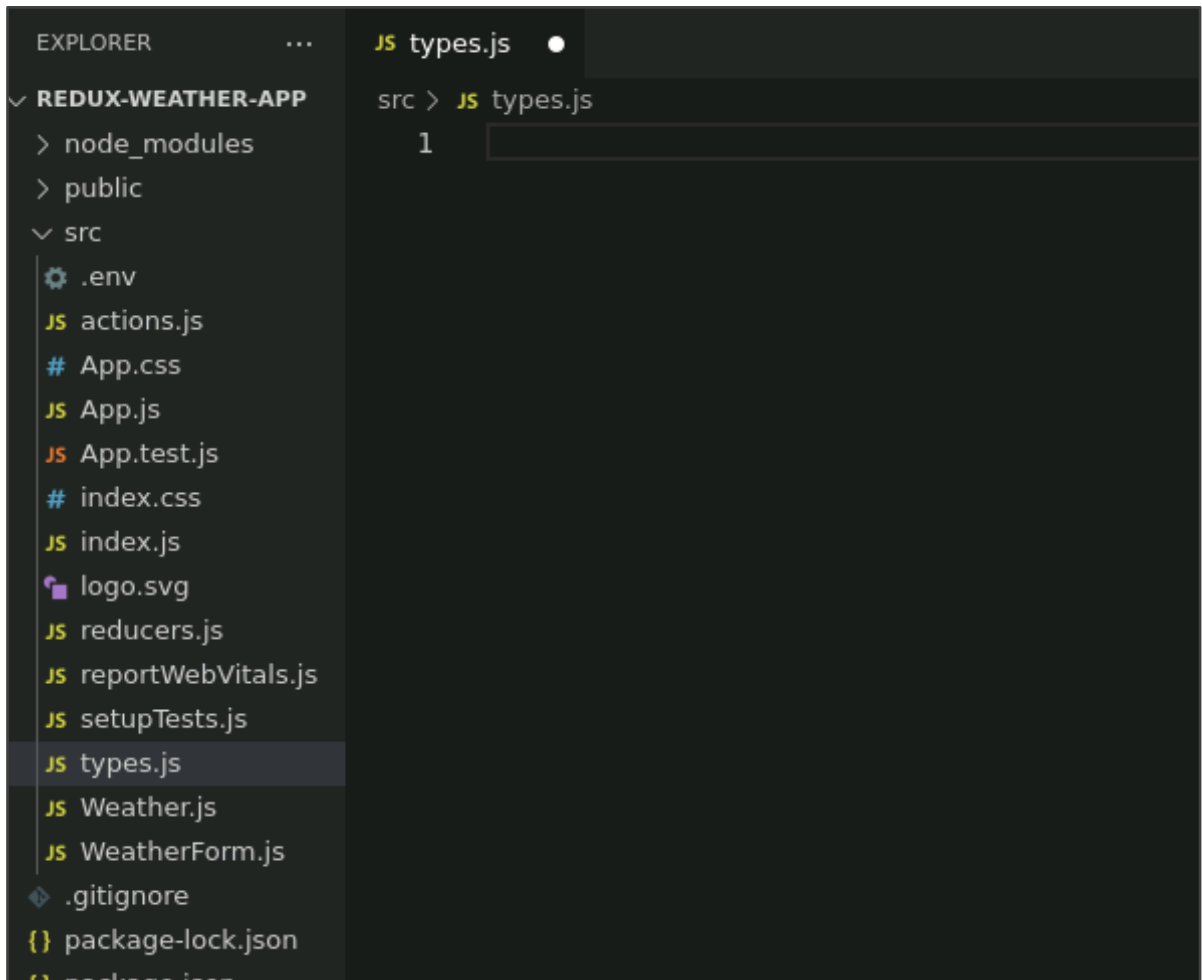 EXPLORER ...
REDUX-WEATHER-APP
node_modules
public
src
.env
JS actions.js
# App.css
JS App.js
JS App.test.js
# index.css
JS index.js
logo.svg
JS reducers.js
JS reportWebVitals.js
JS setupTests.js
JS types.js
JS Weather.js
JS WeatherForm.js
.gitignore
{} package-lock.json
{} package.json
JS types.js ●
src > JS types.js
1